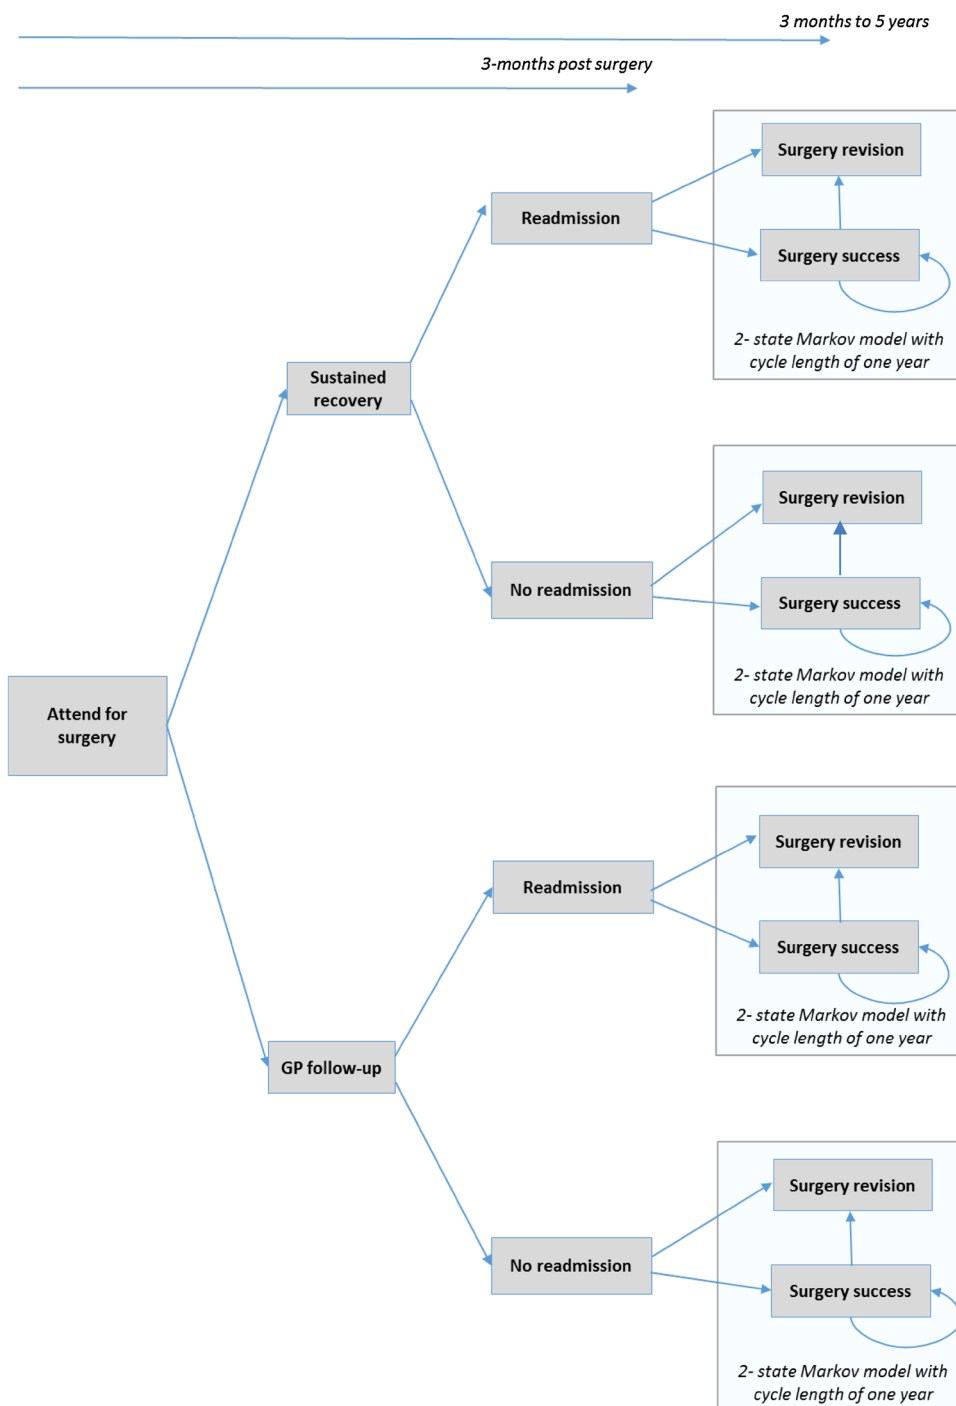 3 months to 5 years
3-months post surgery
Surgery revision
Readmission
Surgery success
2- state Markov model with
cycle length of one year
Sustained
recovery
Surgery revision
No readmission
Surgery success
2- state Markov model with
cycle length of one year
Attend for
surgery
Surgery revision
Readmission
Surgery success
2- state Markov model with
cycle length of one year
GP follow-up
Surgery revision
No readmission
Surgery success
2- state Markov model with
cycle length of one year